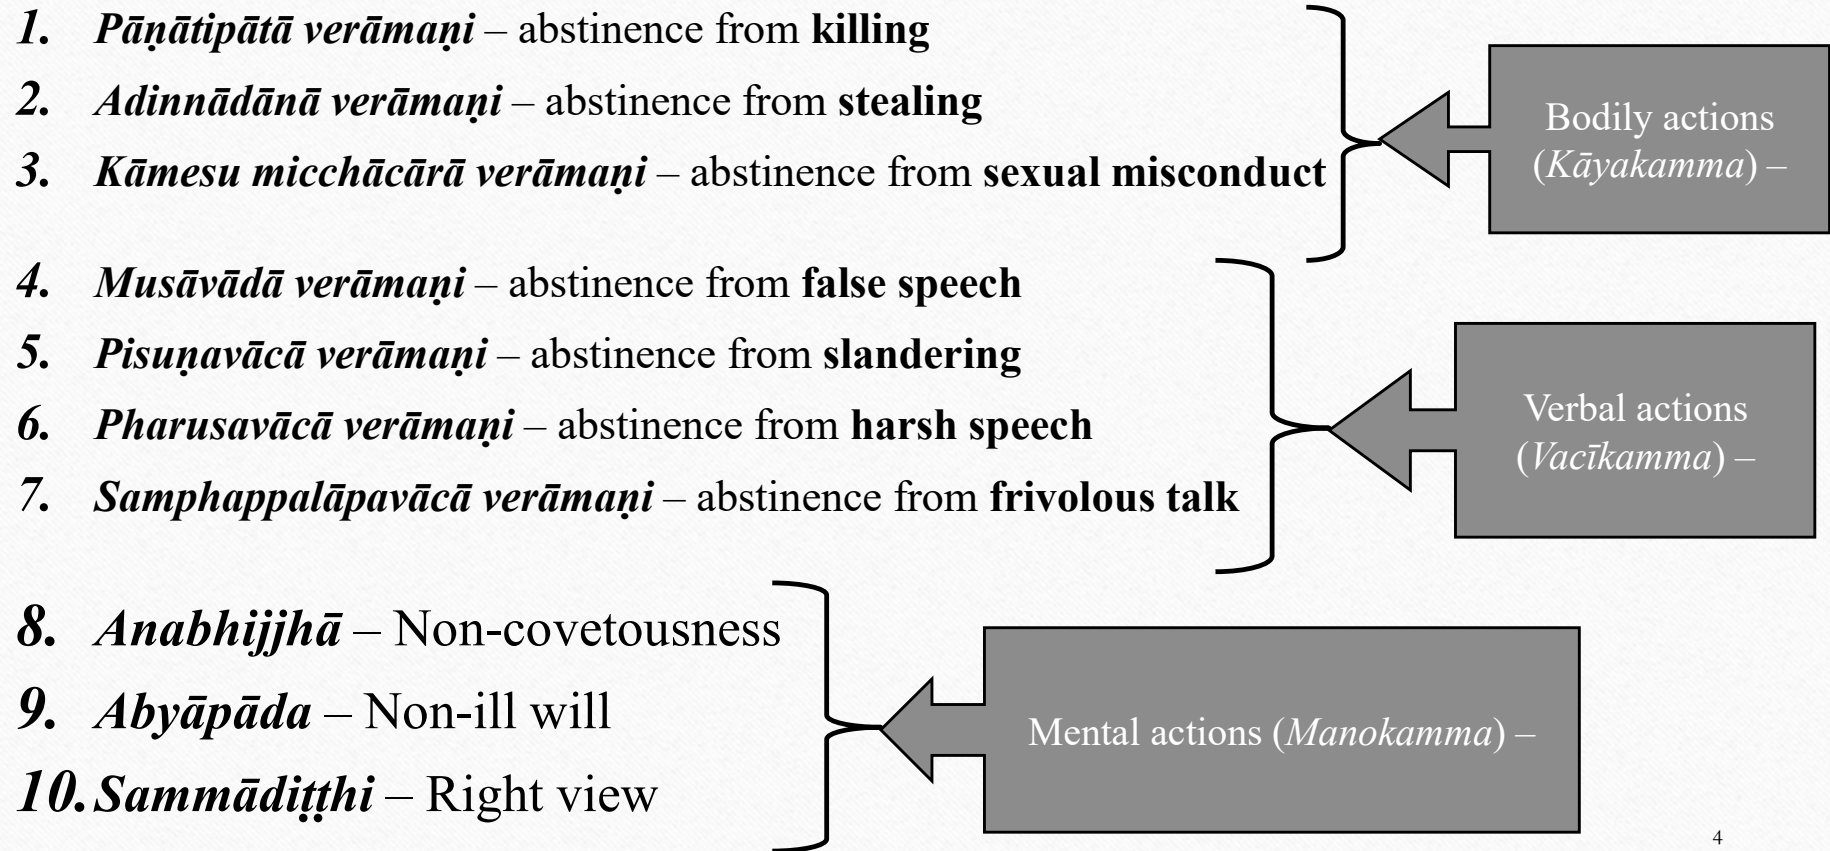 1. Pāṇātipātā verāmaṇi – abstinence from killing
2. Adinnādānā verāmaṇi – abstinence from stealing
3. Kāmesu micchācārā verāmaṇi – abstinence from sexual misconduct
Bodily actions
(Kāyakamma) –
4. Musāvādā verāmaṇi – abstinence from false speech
5. Pisuṇavācā verāmaṇi – abstinence from slandering
6. Pharusavācā verāmaṇi – abstinence from harsh speech
7. Samphappalāpavācā verāmaṇi – abstinence from frivolous talk
Verbal actions
(Vacīkamma) –
8. Anabhijjhā – Non-covetousness
9. Abyāpāda – Non-ill will
10. Sammādiṭṭhi – Right view
Mental actions (Manokamma) –
4